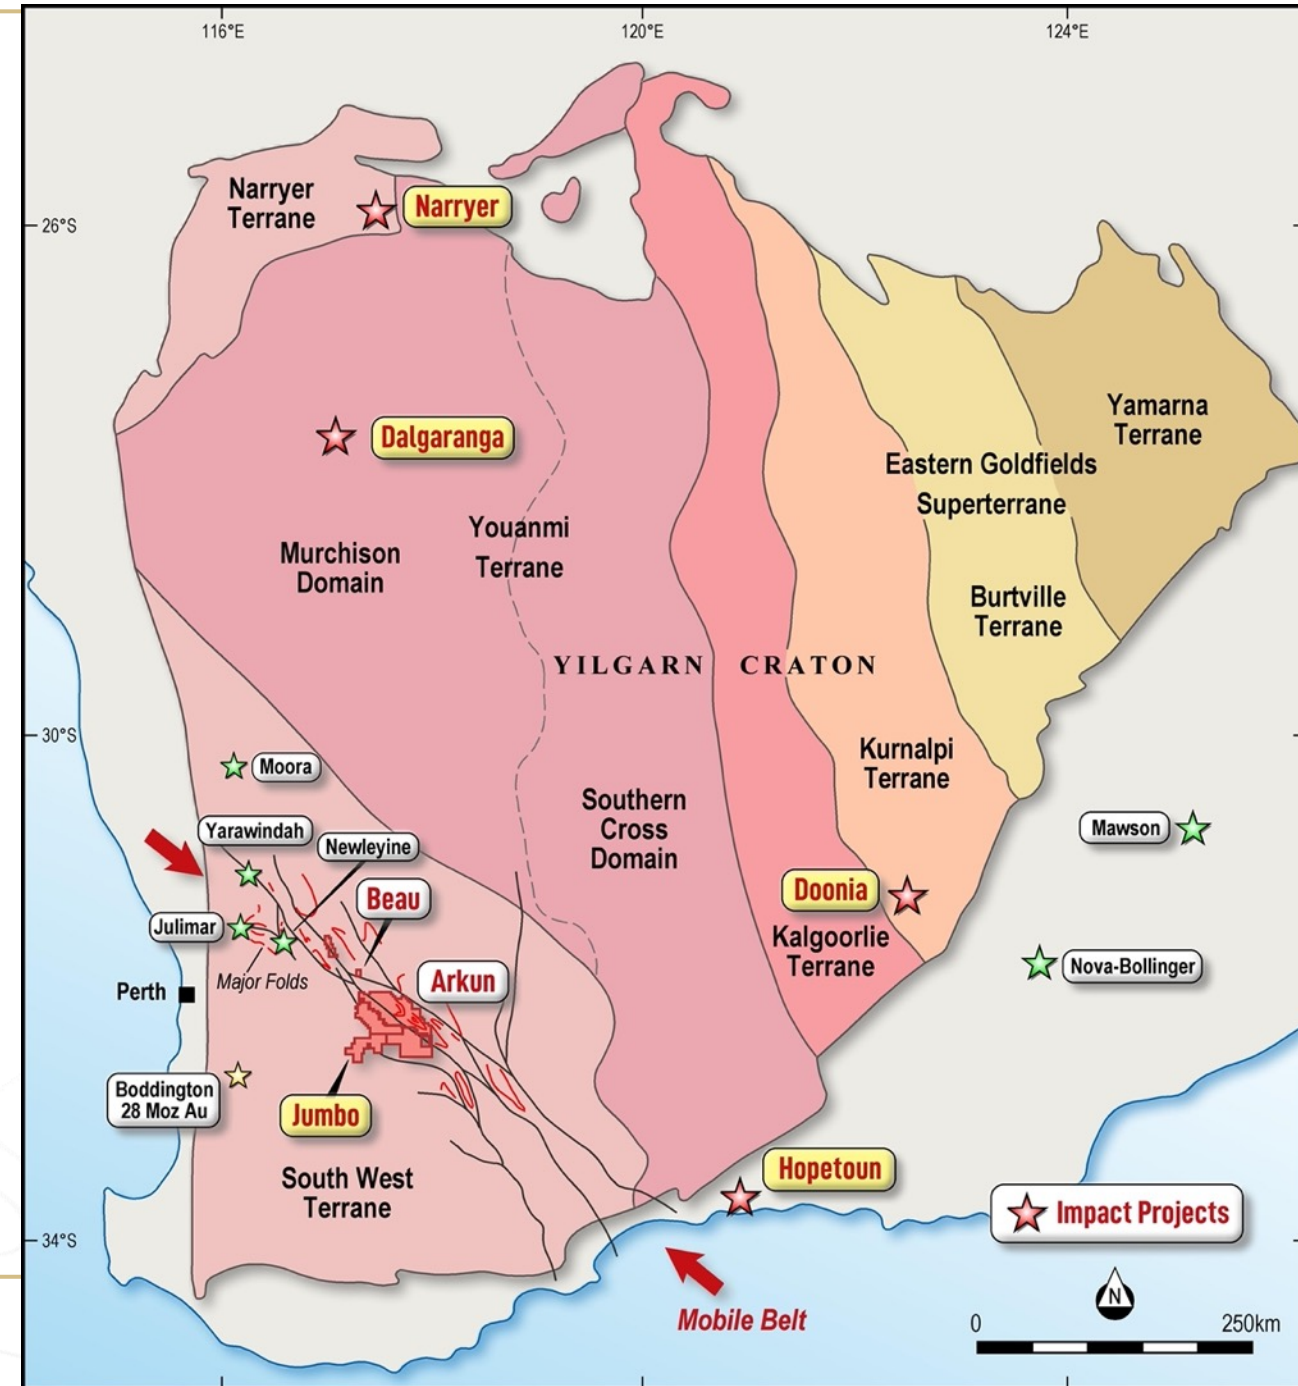 116°E
120°E
124°E
Narryer
Terrane
Narryer
26°S
Dalgaranga
Yamarna
Terrane
Eastern Goldfields
Superterrane
Youanmi
Terrane
Murchison
Domain
Burtville
Terrane
YILGARN CRATON
30°S
Moora
Kurnalpi
Terrane
Southern
Cross
Domain
Mawson
Yarawindah
Newleyine
Beau
Doonia
Julimar
Kalgoorlie
Terrane
Major Folds
Arkun
Nova-Bollinger
Perth
Boddington
28 Moz Au
Jumbo
Hopetoun
South West
Terrane
Impact Projects
34°S
Mobile Belt
N
0
250km